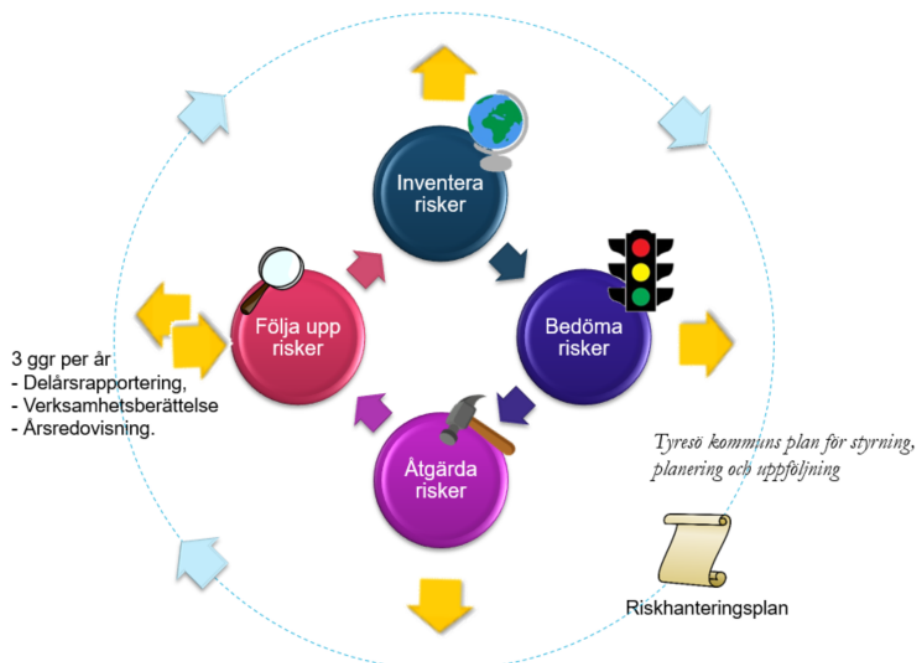 Inventera
risker
Följa upp
risker
Bedöma
risker
Åtgärda
risker
3 ggr per år
- Delårsrapportering,
- Verksamhetsberättelse
- Årsredovisning.
Tyresö kommuns plan för styrning,
planering och uppföljning
Riskhanteringsplan